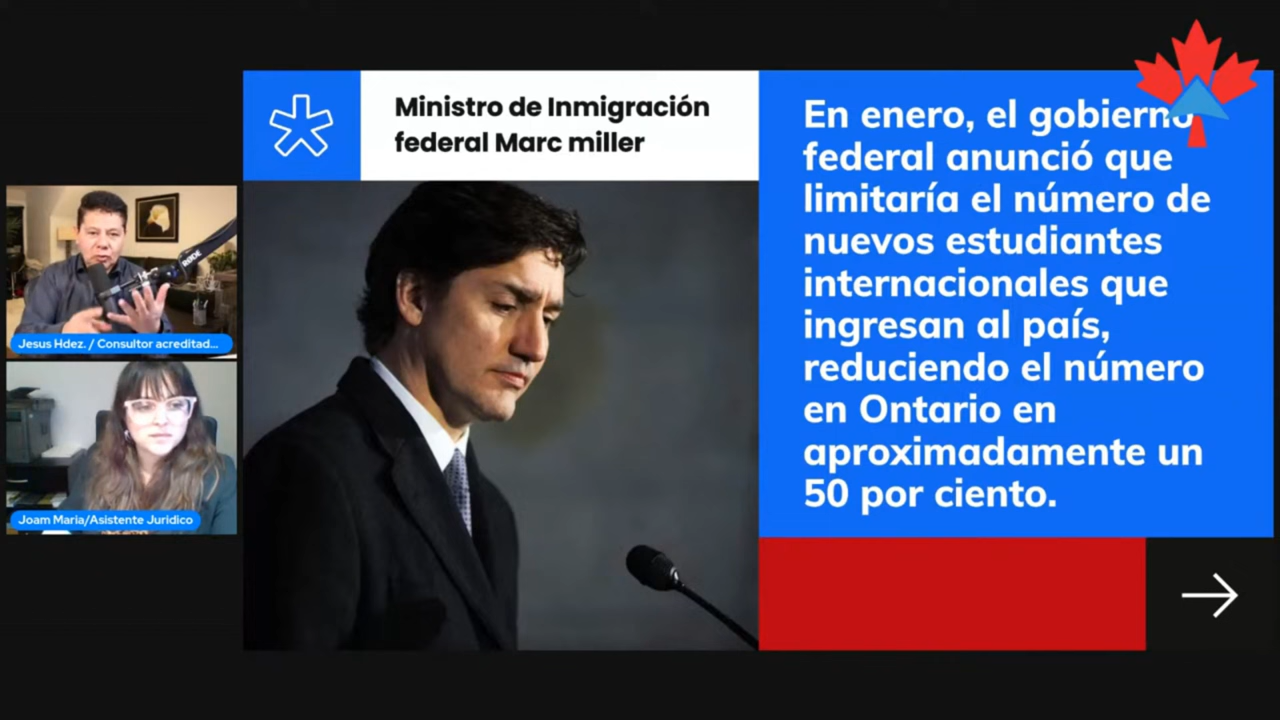 Ministro de Inmigración
federal Marc miller
En enero, el gobierno
federal anunció que
limitaría el número de
nuevos estudiantes
internacionales que
ingresan al país,
reduciendo el número
en Ontario en
aproximadamente un
50 por ciento.
RODE
Jesus Hdez. / Consultor acreditad...
Joam Maria/Asistente Juridico